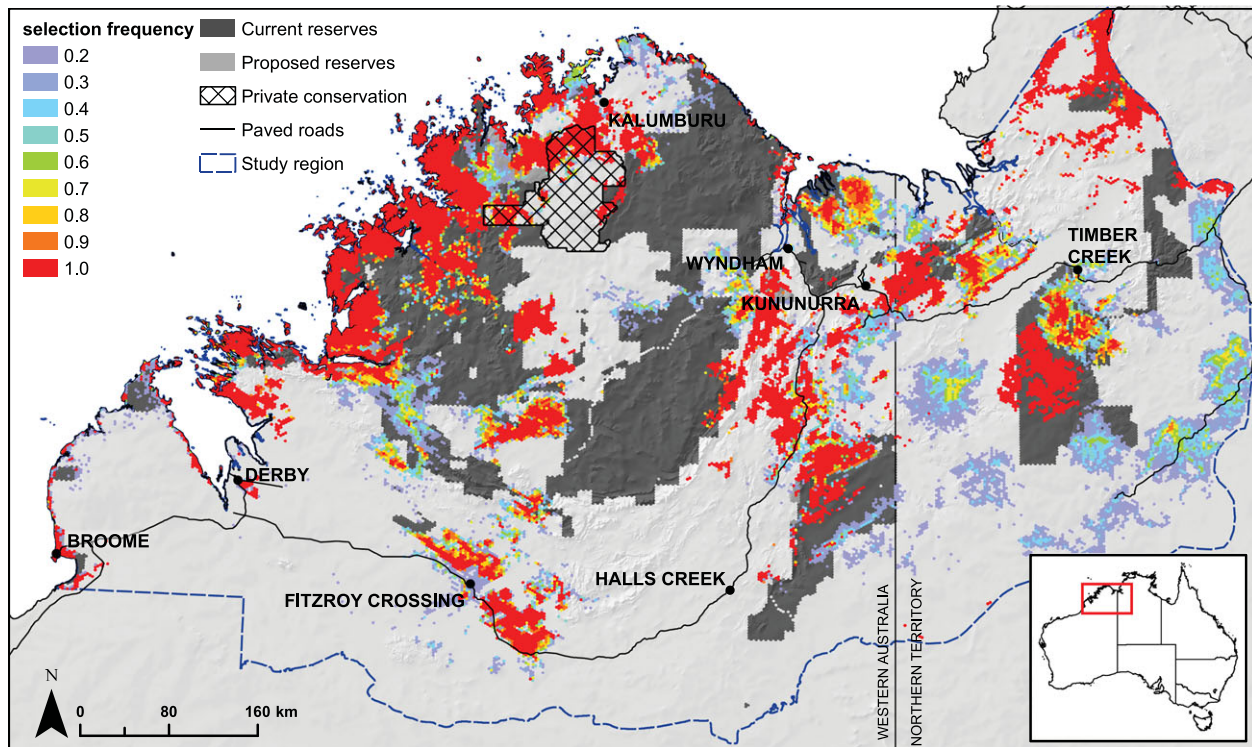 selection frequency
0.2
0.3
0.4
0.5
0.6
0.7
0.8
0.9
1.0
Current reserves
Proposed reserves
Private conservation
Paved roads
Study region
KALUMBURU
WYNDHAM
KUNUNURRA
TIMBER
CREEK
DERBY
BROOME
FITZROY CROSSING
HALLS CREEK
WESTERN AUSTRALIA
NORTHERN TERRITORY
N
0 80 160 km